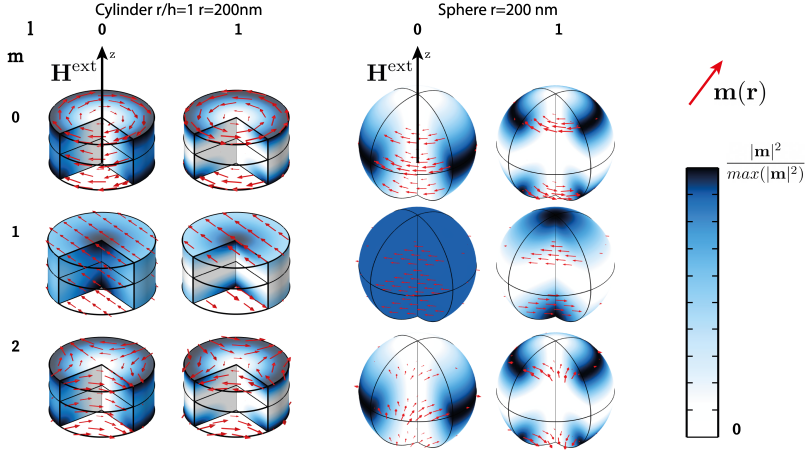 Cylinder r/h=1 r=200nm
Sphere r=200 nm
l
0
1
0
1
m
z
z
H^ext
H^ext
m(r)
0
|m|^2
max(|m|^2)
1
2
0